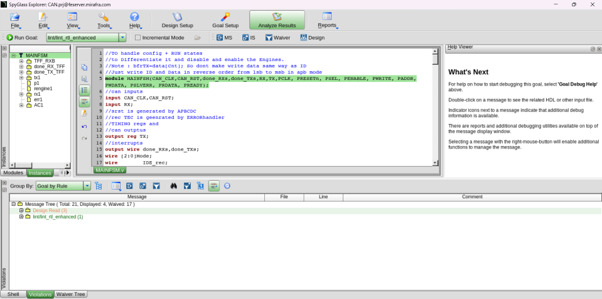 SpyGlass Explorer: CAN.prj@feserver.mirafra.com
File Edit View Tools Help Design Setup Goal Setup Analyze Results Reports
Run Goal: lint/lint_rtl_enhanced Incremental Mode MS IS Waiver Design
MAINFSM
TFF_RXB
done_RX_TFF
done_TX_TFF
tx1
p1
rengine1
rx1
err1
AC1
Instances
Modules Instances
1 //TO handle config + SOR states
2 //to Differentiate it and disable and enable the Engines.
3 //Note : bfrTX=data[Cnt]; So dont make write data same way as ID
4 //Just write ID and Data in reverse order from lsb to msb in apb mode
5 module MAINFSM(CAN_CLK,CAN_RST,done_RXs,done_TXs,RX,TX,PCLK, PRESETn, PSEL, PENABLE, PWRITE, PADDR,
PWDATA, PSLVERR, PRDATA, PREADY);
6 //can inputs
7 input CAN_CLK,CAN_RST;
8 input RX;
9 //srst is generated by APBCDC
10 //rec TEC is generated by ERRORhandler
11 //TIMING regs and
12 //can outptus
13 output reg TX;
14 //interrupts
15 output wire done_RXs,done_TXs;
16 wire [2:0]Mode;
17 wire IDE_rec;
MAINFSM.v
Help Viewer
What's Next
For help on how to start debugging this goal, select 'Goal Debug Help'
above.
Double-click on a message to see the related HDL or other input file.
Indicator icons next to a message indicate that additional debug
information is available.
There are reports and additional debugging utilities available on top of
the message display window.
Selecting a message with the right-mouse-button will enable additional
functions to manage the message.
Group By: Goal by Rule
Message File Line Comment
Message Tree ( Total: 21, Displayed: 4, Waived: 17 )
Design Read (3)
lint/lint_rtl_enhanced (1)
Violations
Shell Violations Waiver Tree